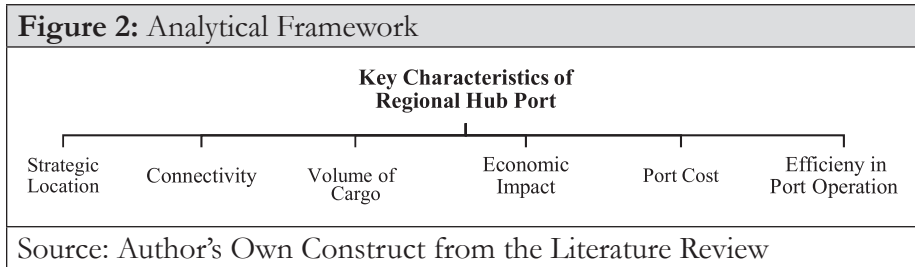 Figure 2: Analytical Framework
Key Characteristics of
Regional Hub Port
Strategic
Location
Connectivity
Volume of
Cargo
Economic
Impact
Port Cost
Efficieny in
Port Operation
Source: Author's Own Construct from the Literature Review